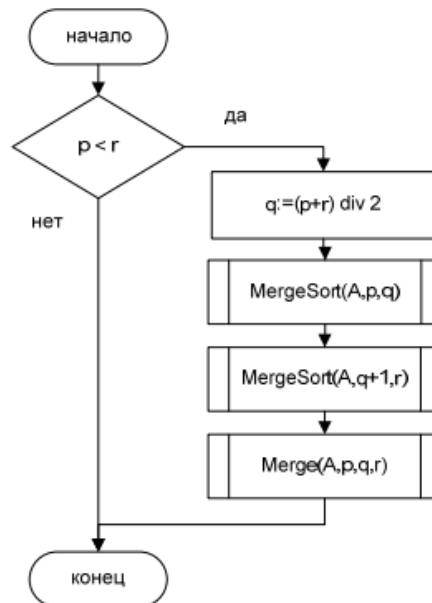 начало
p < r
да
нет
q:=(p+r) div 2
MergeSort(A,p,q)
MergeSort(A,q+1,r)
Merge(A,p,q,r)
конец